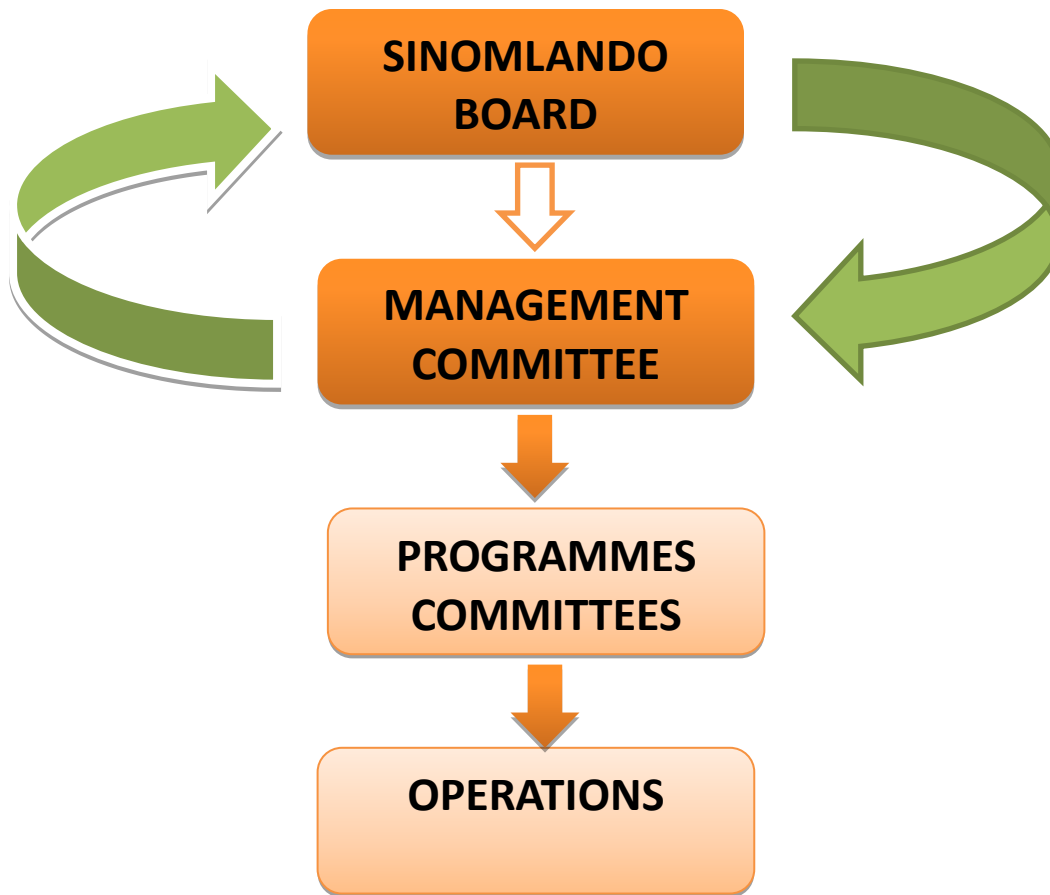 SINOMLANDO
BOARD
MANAGEMENT
COMMITTEE
PROGRAMMES
COMMITTEES
OPERATIONS